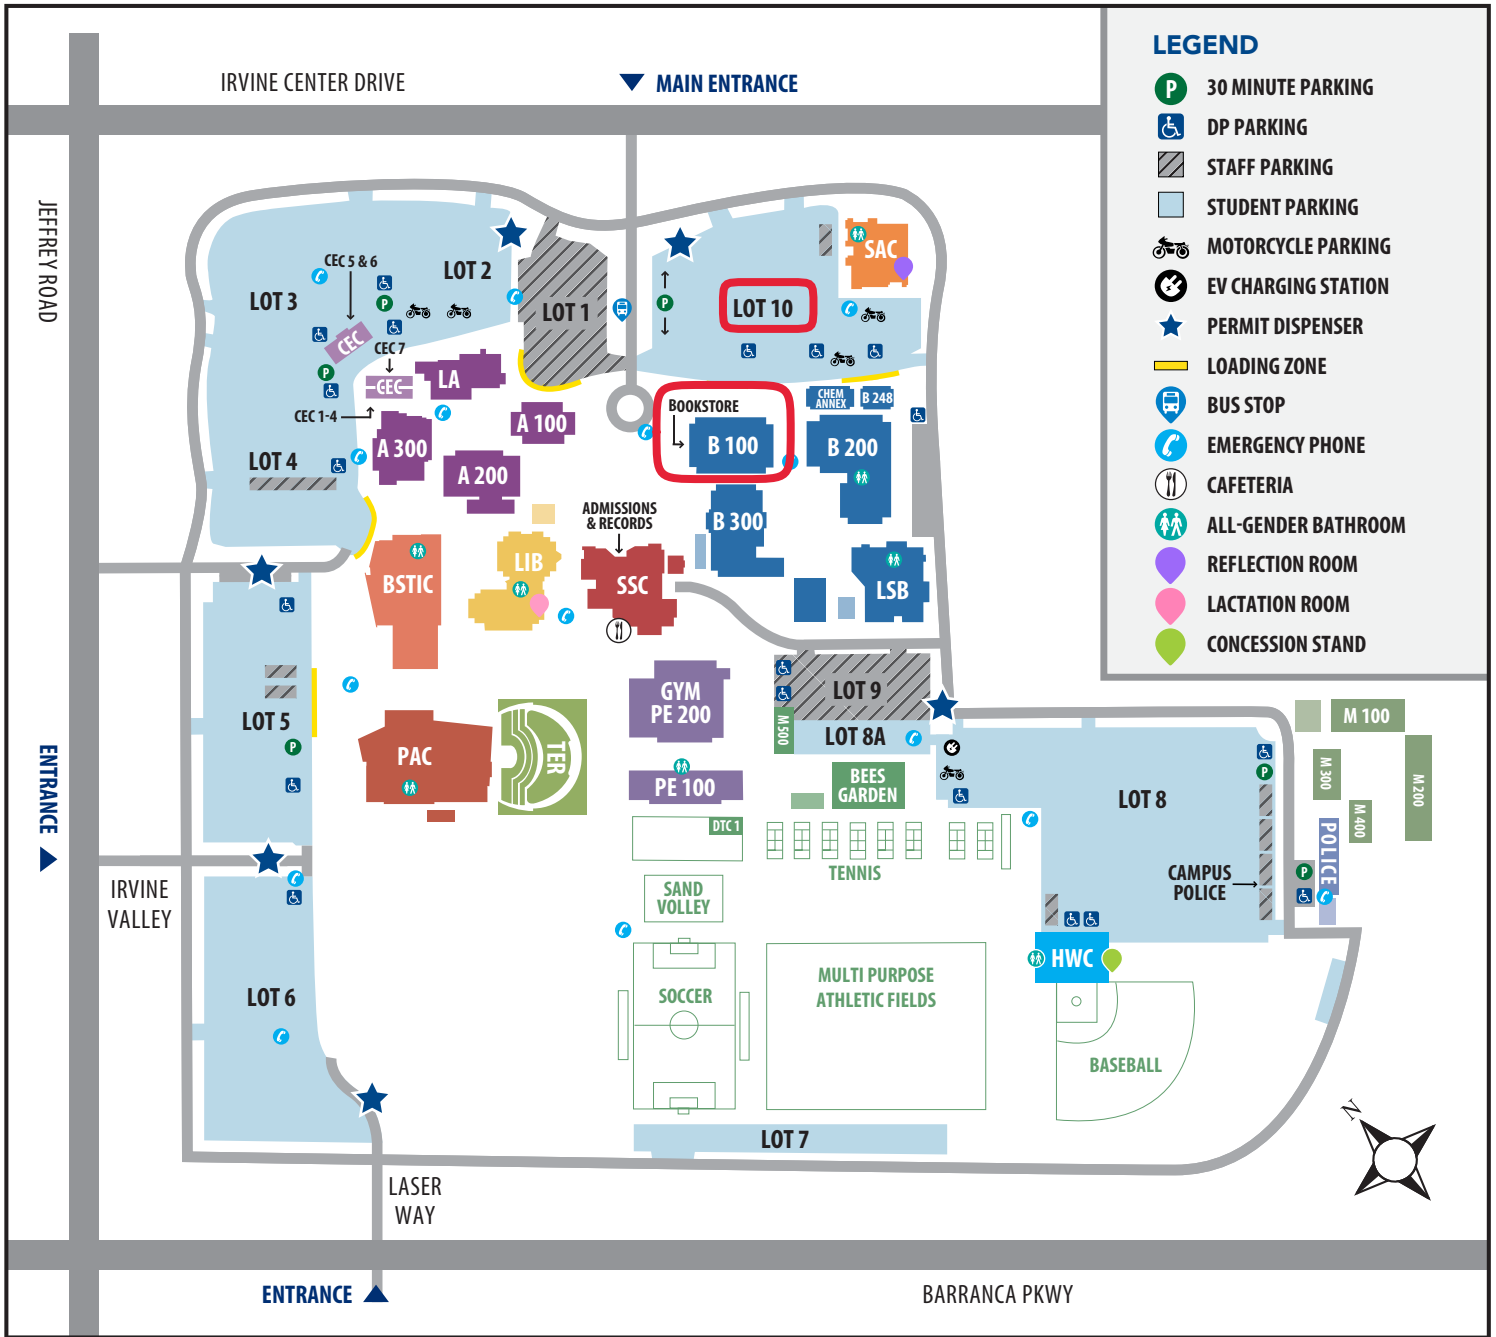 IRVINE CENTER DRIVE
MAIN ENTRANCE
LEGEND
P 30 MINUTE PARKING
DP PARKING
STAFF PARKING
STUDENT PARKING
MOTORCYCLE PARKING
EV CHARGING STATION
PERMIT DISPENSER
LOADING ZONE
BUS STOP
EMERGENCY PHONE
CAFETERIA
ALL-GENDER BATHROOM
REFLECTION ROOM
LACTATION ROOM
CONCESSION STAND
JEFFREY ROAD
CEC 5 & 6
LOT 2
LOT 3
P
CEC
CEC 7
P
CEC
CEC 1-4
LA
LOT 1
P
LOT 10
SAC
BOOKSTORE
B 100
CHEM
ANNEX
B 248
B 200
A 100
A 300
A 200
LOT 4
ADMISSIONS
& RECORDS
B 300
LIB
SSC
BSTIC
LSB
LOT 5
P
ENTRANCE
PAC
TER
GYM
PE 200
PE 100
LOT 9
M 500
LOT 8A
BEES
GARDEN
DTC 1
TENNIS
LOT 8
P
M 100
M 300
M 200
M 400
POLICE
CAMPUS
POLICE
P
IRVINE
VALLEY
SAND
VOLLEY
LOT 6
SOCCER
MULTI PURPOSE
ATHLETIC FIELDS
HWC
BASEBALL
LOT 7
N
LASER
WAY
ENTRANCE
BARRANCA PKWY